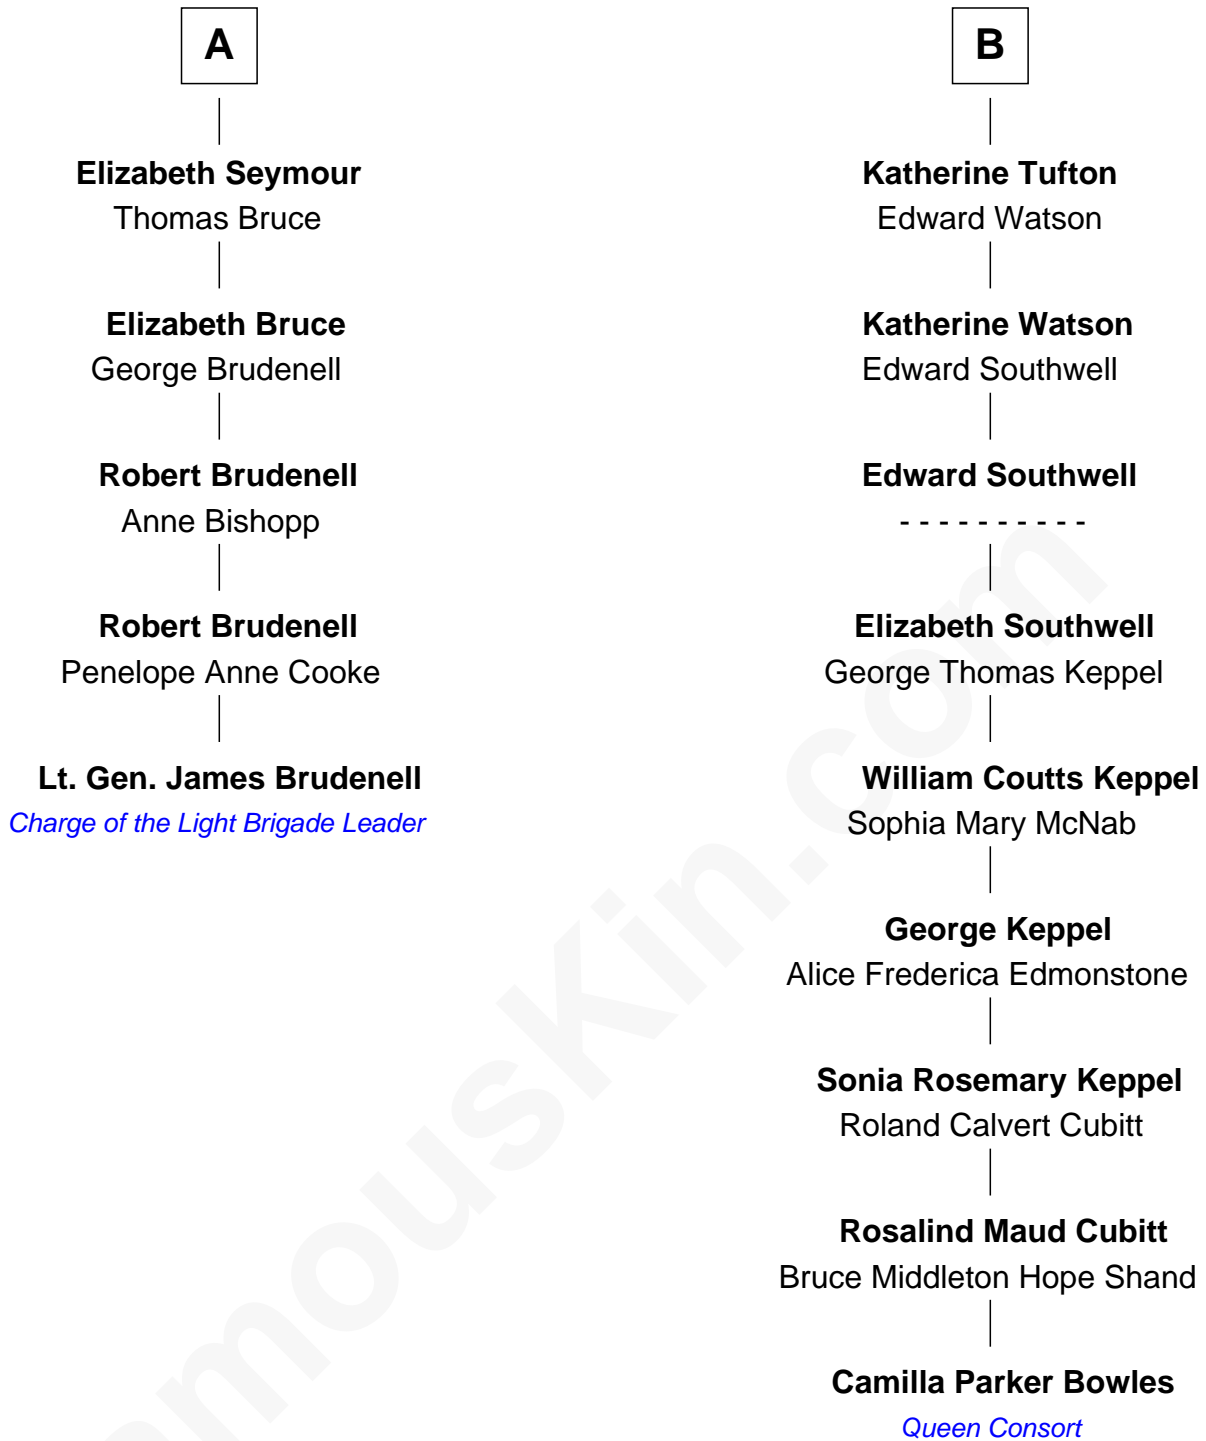 A
Elizabeth Seymour
Thomas Bruce
Elizabeth Bruce
George Brudenell
Robert Brudenell
Anne Bishopp
Robert Brudenell
Penelope Anne Cooke
Lt. Gen. James Brudenell
Charge of the Light Brigade Leader
B
Katherine Tufton
Edward Watson
Katherine Watson
Edward Southwell
Edward Southwell
- - - - - - - - - -
Elizabeth Southwell
George Thomas Keppel
William Coutts Keppel
Sophia Mary McNab
George Keppel
Alice Frederica Edmonstone
Sonia Rosemary Keppel
Roland Calvert Cubitt
Rosalind Maud Cubitt
Bruce Middleton Hope Shand
Camilla Parker Bowles
Queen Consort
amousKin.com